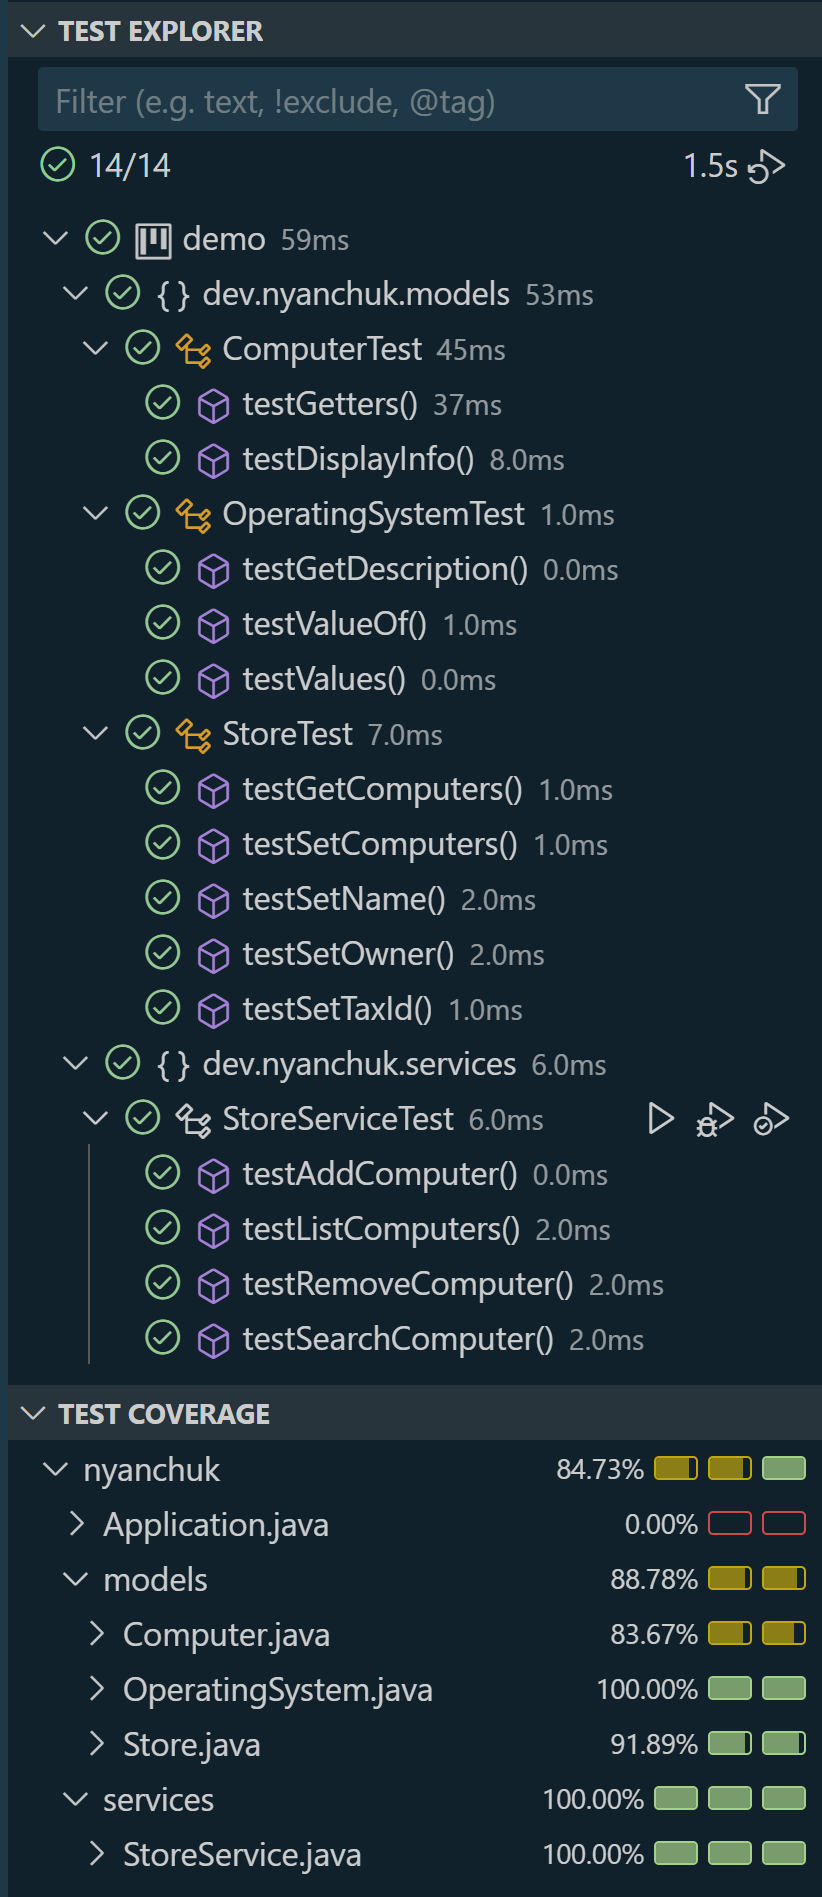 TEST EXPLORER
Filter (e.g. text, !exclude, @tag)
14/14 1.5s
demo 59ms
{ } dev.nyanchuk.models 53ms
ComputerTest 45ms
testGetters() 37ms
testDisplayInfo() 8.0ms
OperatingSystemTest 1.0ms
testGetDescription() 0.0ms
testValueOf() 1.0ms
testValues() 0.0ms
StoreTest 7.0ms
testGetComputers() 1.0ms
testSetComputers() 1.0ms
testSetName() 2.0ms
testSetOwner() 2.0ms
testSetTaxId() 1.0ms
{ } dev.nyanchuk.services 6.0ms
StoreServiceTest 6.0ms
testAddComputer() 0.0ms
testListComputers() 2.0ms
testRemoveComputer() 2.0ms
testSearchComputer() 2.0ms
TEST COVERAGE
nyanchuk 84.73%
Application.java 0.00%
models 88.78%
Computer.java 83.67%
OperatingSystem.java 100.00%
Store.java 91.89%
services 100.00%
StoreService.java 100.00%